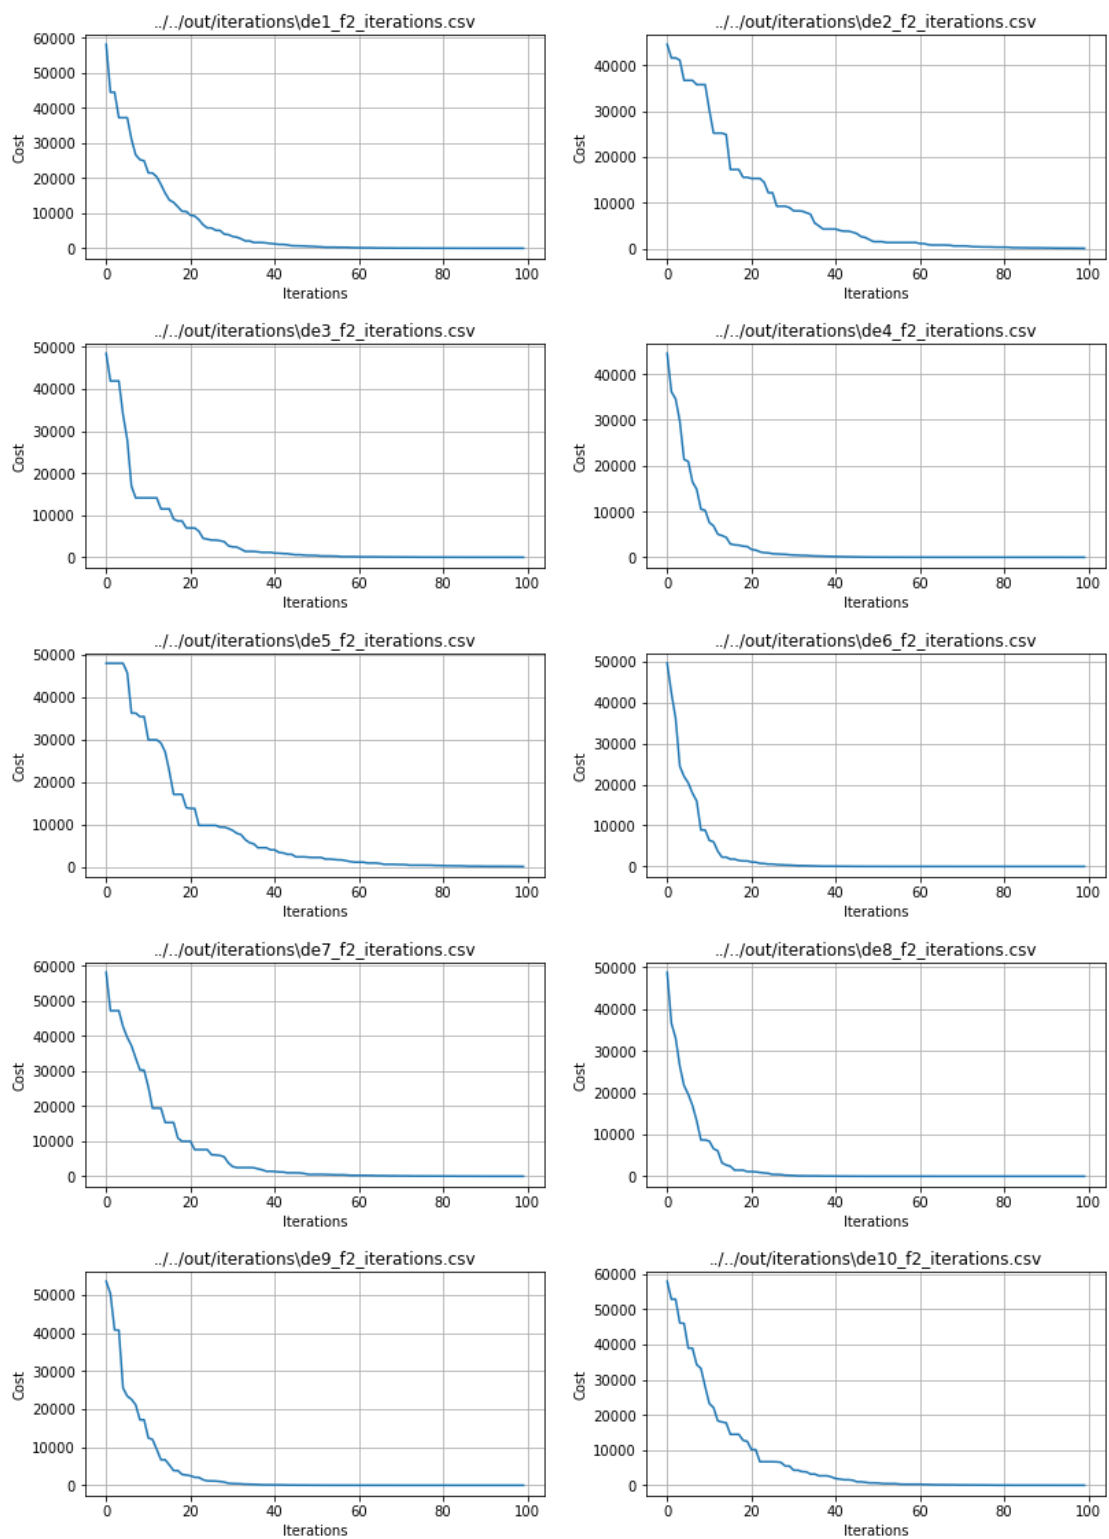 ../../out/iterations\de1_f2_iterations.csv
60000
50000
40000
30000
20000
10000
0
Cost
0 20 40 60 80 100
Iterations
../../out/iterations\de2_f2_iterations.csv
40000
30000
20000
10000
0
Cost
0 20 40 60 80 100
Iterations
../../out/iterations\de3_f2_iterations.csv
50000
40000
30000
20000
10000
0
Cost
0 20 40 60 80 100
Iterations
../../out/iterations\de4_f2_iterations.csv
40000
30000
20000
10000
0
Cost
0 20 40 60 80 100
Iterations
../../out/iterations\de5_f2_iterations.csv
50000
40000
30000
20000
10000
0
Cost
0 20 40 60 80 100
Iterations
../../out/iterations\de6_f2_iterations.csv
50000
40000
30000
20000
10000
0
Cost
0 20 40 60 80 100
Iterations
../../out/iterations\de7_f2_iterations.csv
60000
50000
40000
30000
20000
10000
0
Cost
0 20 40 60 80 100
Iterations
../../out/iterations\de8_f2_iterations.csv
50000
40000
30000
20000
10000
0
Cost
0 20 40 60 80 100
Iterations
../../out/iterations\de9_f2_iterations.csv
50000
40000
30000
20000
10000
0
Cost
0 20 40 60 80 100
Iterations
../../out/iterations\de10_f2_iterations.csv
60000
50000
40000
30000
20000
10000
0
Cost
0 20 40 60 80 100
Iterations